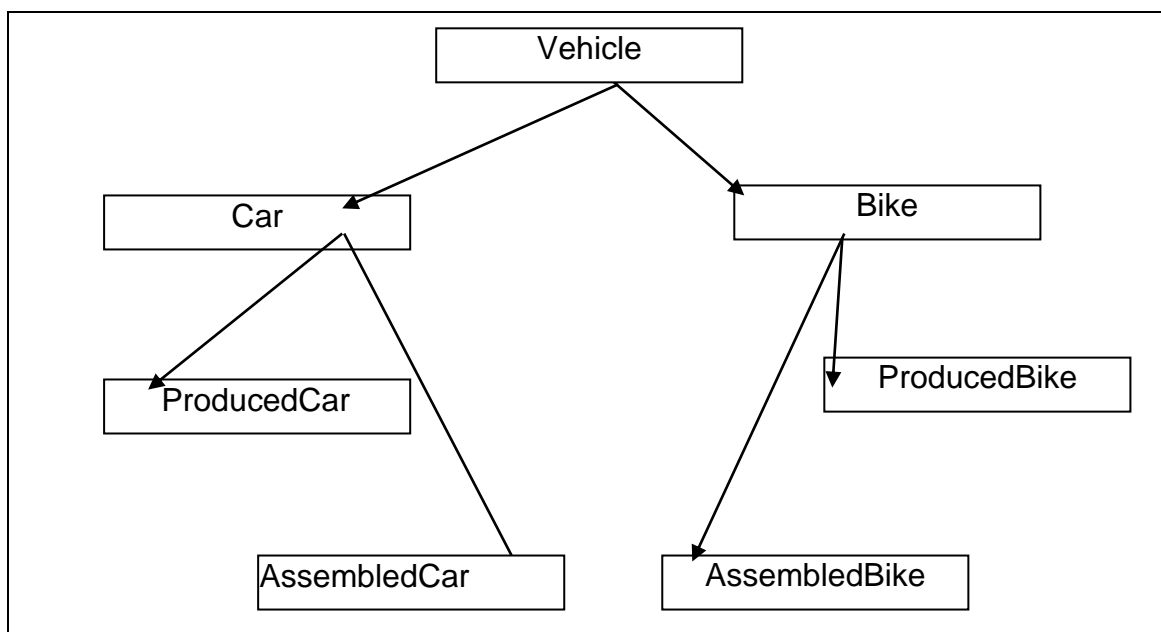 Vehicle
Car
Bike
ProducedCar
ProducedBike
AssembledCar
AssembledBike